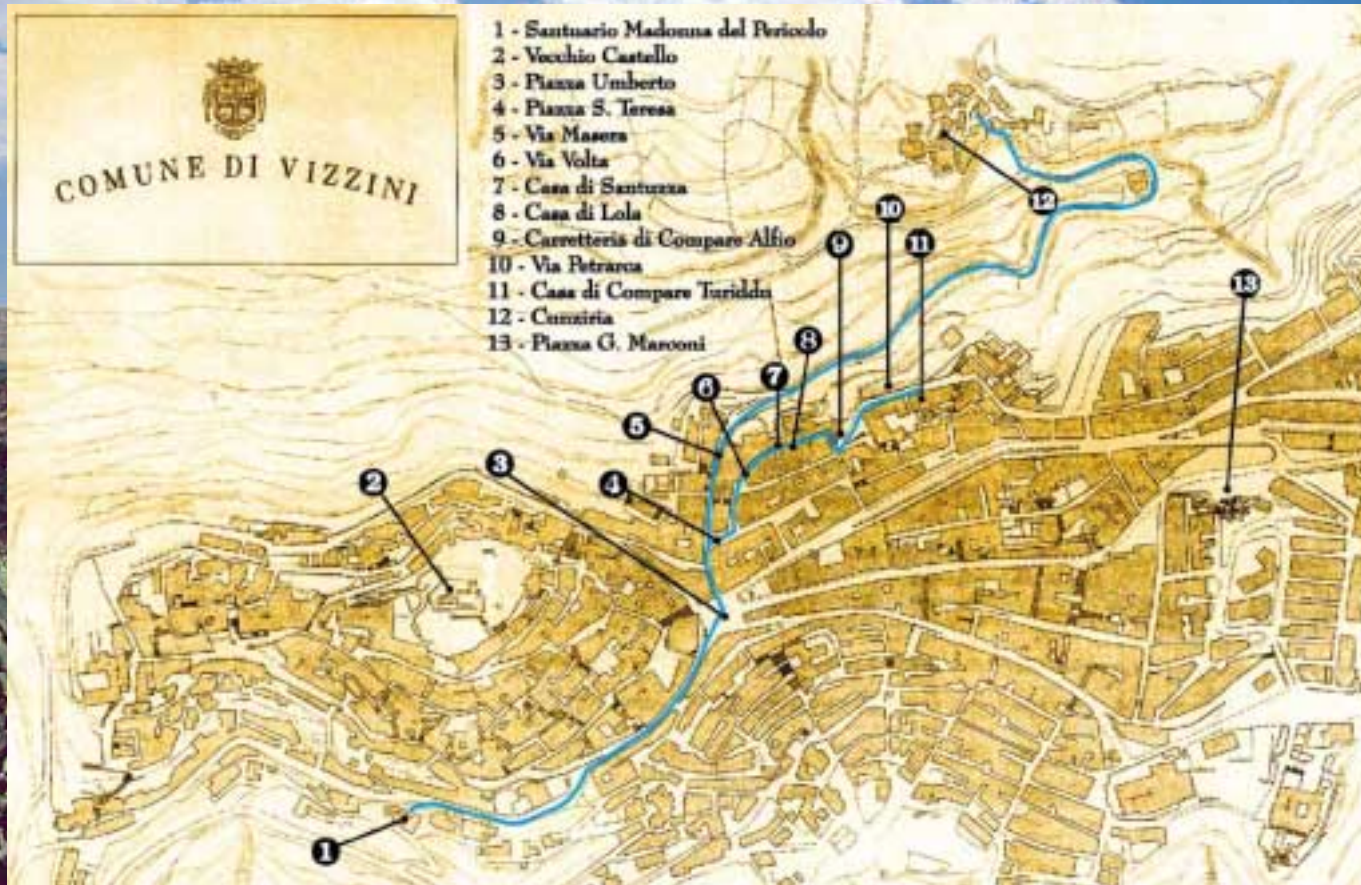 COMUNE DI VIZZINI
1 - Santuario Madonna del Pericolo
2 - Vecchio Castello
3 - Piazza Umberto
4 - Piazza S. Teresa
5 - Via Masera
6 - Via Volta
7 - Casa di Santuzza
8 - Casa di Lola
9 - Carretteria di Compare Alfio
10 - Via Petrarca
11 - Casa di Compare Turiddu
12 - Cunziria
13 - Piazza G. Marconi
12
10
9
11
13
8
7
6
5
3
4
2
1